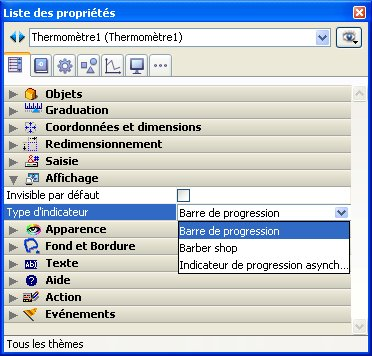 Liste des propriétés
Thermomètre1 (Thermomètre1)
Objets
Graduation
Coordonnées et dimensions
Redimensionnement
Saisie
Affichage
Invisible par défaut
Type d'indicateur
Barre de progression
Barre de progression
Apparence
Barber shop
Fond et Bordure
Indicateur de progression asynch...
Texte
Aide
Action
Evénements
Tous les thèmes